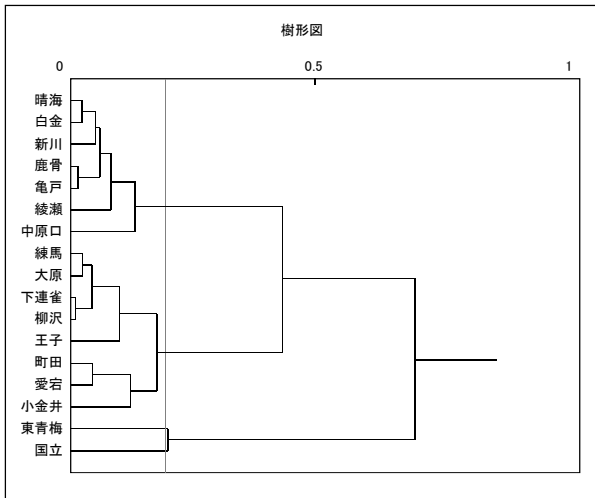 樹形図
0 0.5 1
晴海
白金
新川
鹿骨
亀戸
綾瀬
中原口
練馬
大原
下連雀
柳沢
王子
町田
愛宕
小金井
東青梅
国立